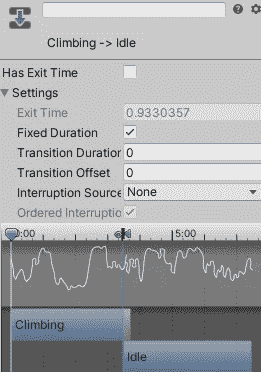 Climbing -> Idle
Has Exit Time
Settings
Exit Time 0.9330357
Fixed Duration
Transition Duration 0
Transition Offset 0
Interruption Source None
Ordered Interruptio
0:00 5:00
Climbing
Idle